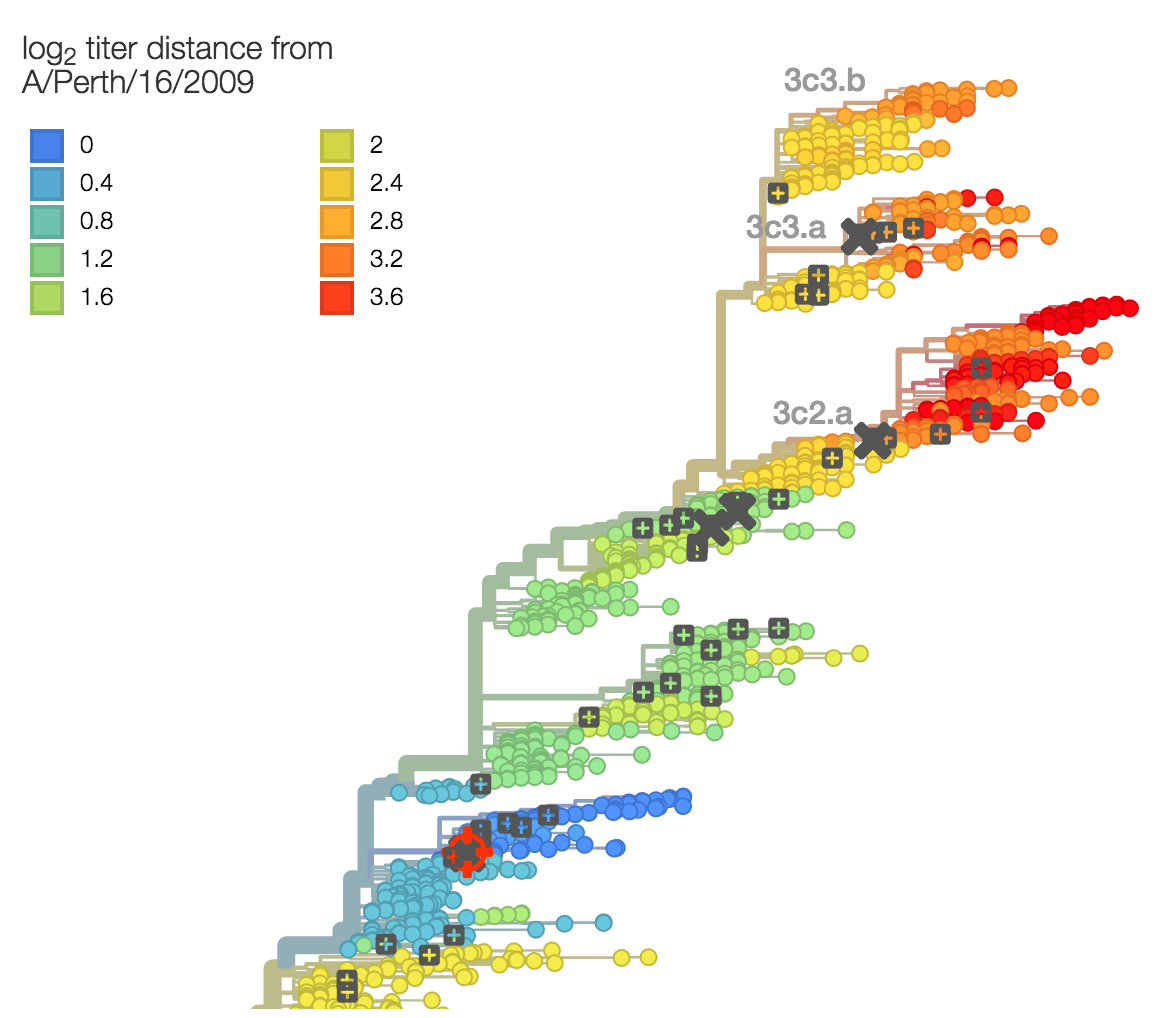 log2 titer distance from
A/Perth/16/2009
0
0.4
0.8
1.2
1.6
2
2.4
2.8
3.2
3.6
3c3.b
3c3.a
3c2.a